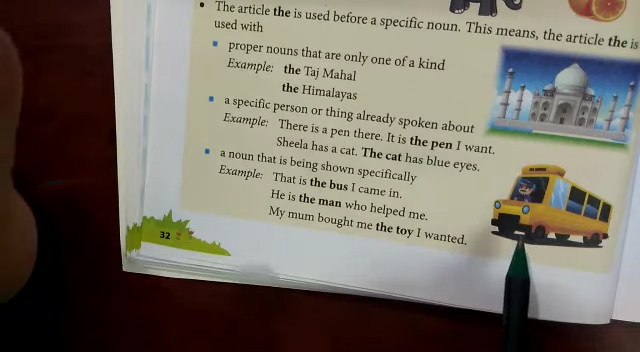 • The article the is used before a specific noun. This means, the article the is
used with
▪ proper nouns that are only one of a kind
Example: the Taj Mahal
the Himalayas
▪ a specific person or thing already spoken about
Example: There is a pen there. It is the pen I want.
Sheela has a cat. The cat has blue eyes.
▪ a noun that is being shown specifically
Example: That is the bus I came in.
He is the man who helped me.
My mum bought me the toy I wanted.
32